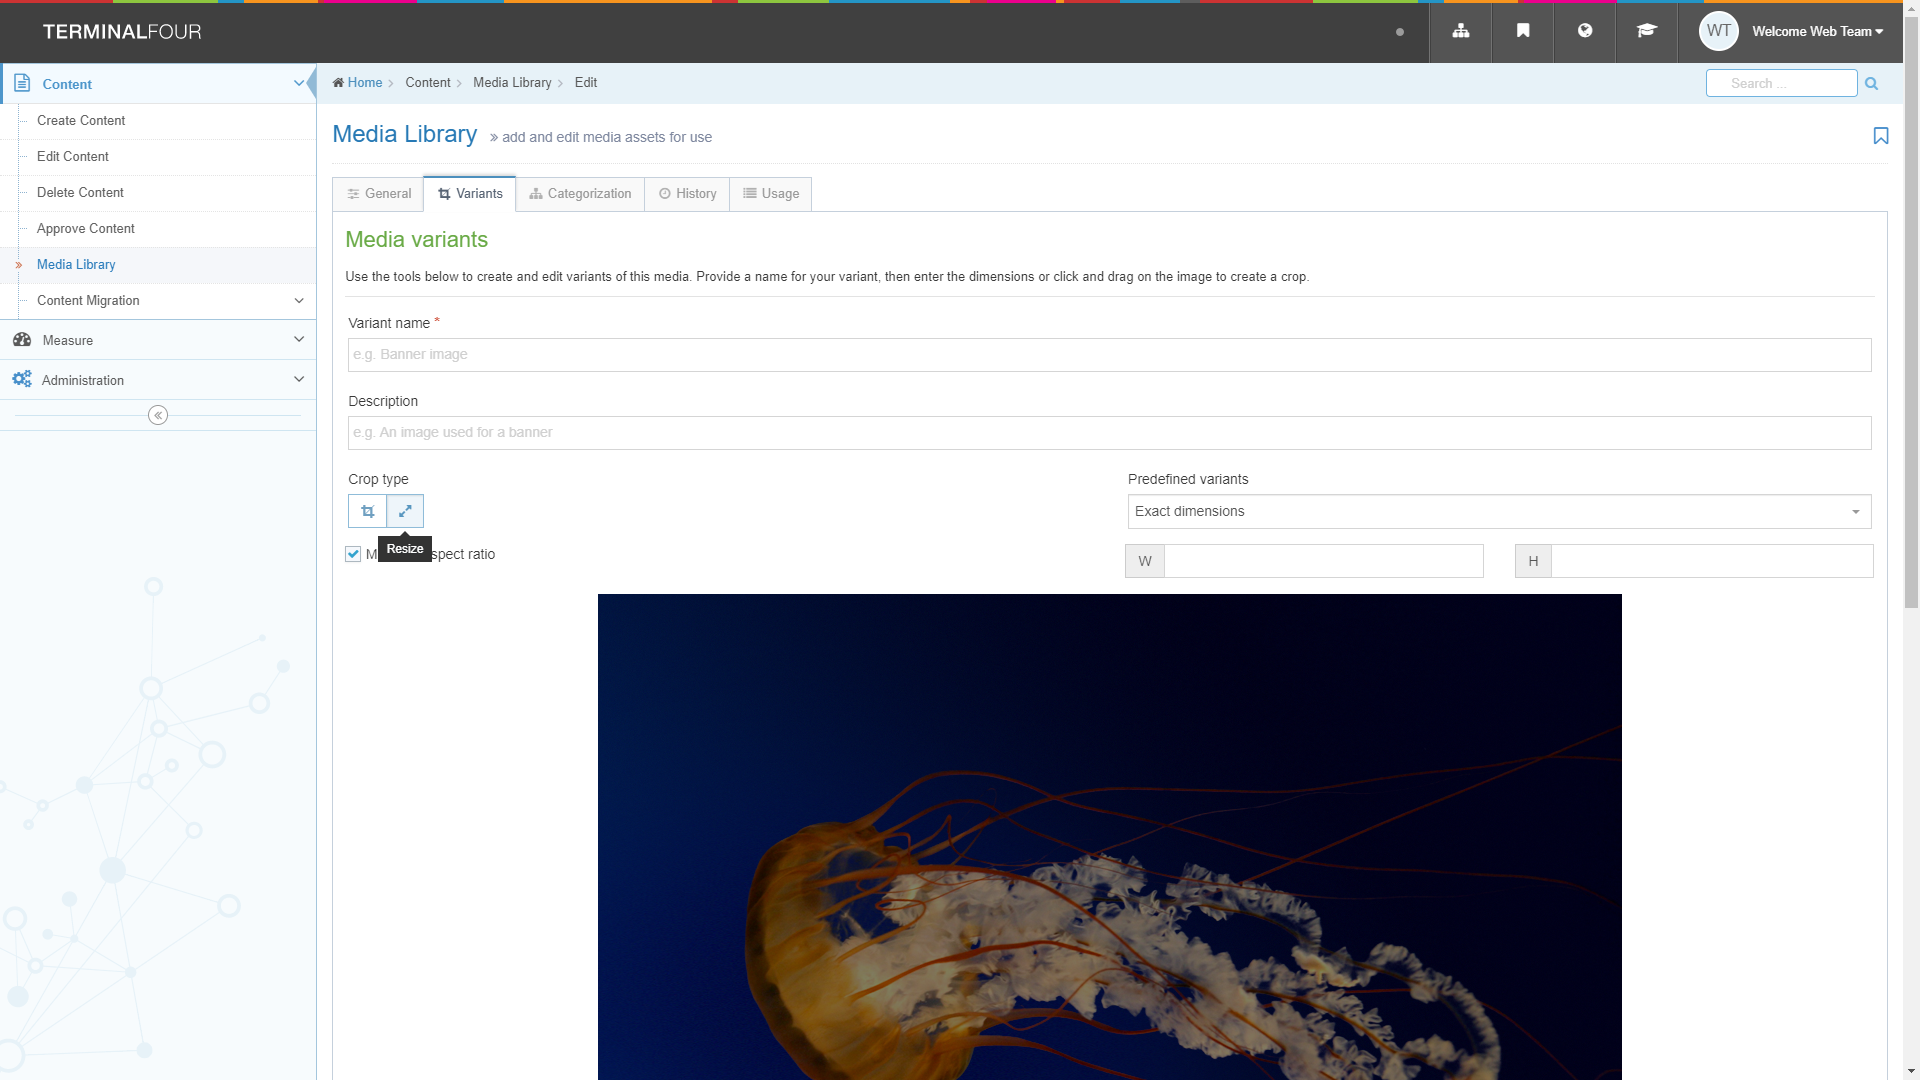 TERMINALFOUR
WT Welcome Web Team
Content
Create Content
Edit Content
Delete Content
Approve Content
Media Library
Content Migration
Measure
Administration
Home Content Media Library Edit
Search ...
Media Library » add and edit media assets for use
General Variants Categorization History Usage
Media variants
Use the tools below to create and edit variants of this media. Provide a name for your variant, then enter the dimensions or click and drag on the image to create a crop.
Variant name *
e.g. Banner image
Description
e.g. An image used for a banner
Crop type
Resize
ratio
Predefined variants
Exact dimensions
W H